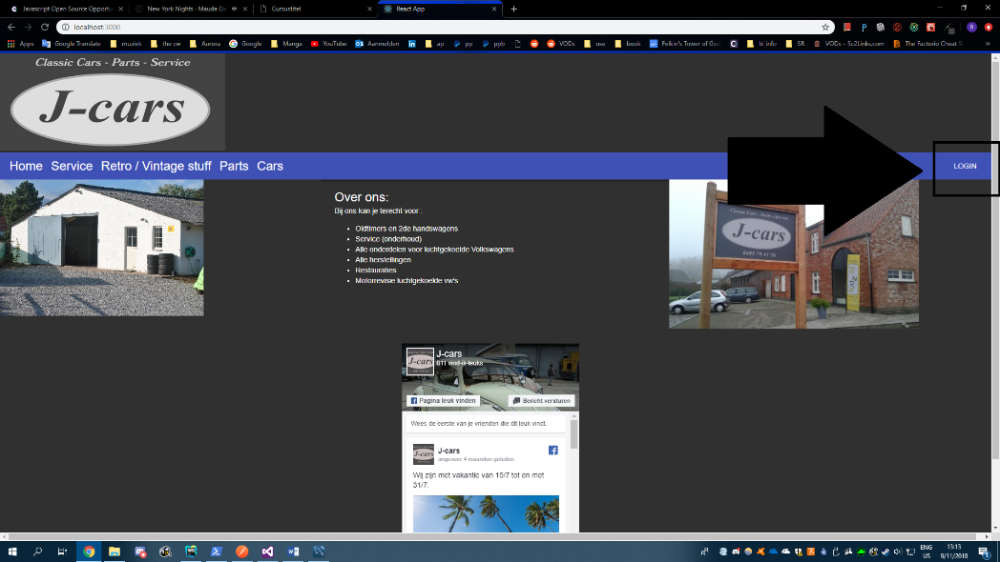 Javascript Open Source Opportu
New York Nights - Maude De
Cursustitel
React App
localhost:3000
Apps
Google Translate
muziek
the cw
Aurora
Google
Manga
YouTube
Aanmelden
ap
pp
ppb
VODs
use
book
Felkin's Tower of God
bi info
SR
VODs – Sc2Links.com
The Factorio Cheat S
Classic Cars - Parts - Service
J-cars
Home Service Retro / Vintage stuff Parts Cars
LOGIN
Over ons:
Bij ons kan je terecht voor :
Oldtimers en 2de handswagens
Service (onderhoud)
Alle onderdelen voor luchtgekoelde Volkswagens
Alle herstellingen
Restauraties
Motorrevisie luchtgekoelde vw's
Classic Cars - Parts - Service
J-cars
0495 79 43 26
J-cars
J-cars
811 vind-ik-leuks
Pagina leuk vinden
Bericht versturen
Wees de eerste van je vrienden die dit leuk vindt.
J-cars
ongeveer 4 maanden geleden
Wij zijn met vakantie van 15/7 tot en met
31/7.
ENG
US
13:13
9/11/2018